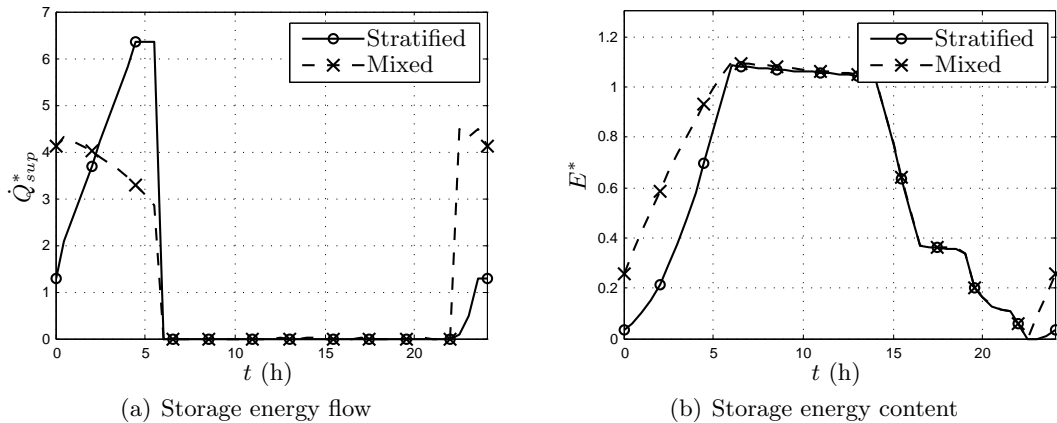 Stratified
Mixed
7
6
5
4
3
2
1
0
Q̇*sup
0
5
10
15
20
t (h)
(a) Storage energy flow
Stratified
Mixed
1.2
1
0.8
0.6
0.4
0.2
0
E*
0
5
10
15
20
t (h)
(b) Storage energy content